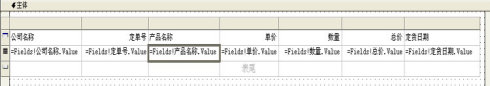 主体
公司名称 定单号 产品名称 单价 数量 总价 定货日期
=Fields!公司名称.Value =Fields!定单号.Value =Fields!产品名称.Value =Fields!单价.Value =Fields!数量.Value =Fields!总价.Value =Fields!定货日期.Value
表尾